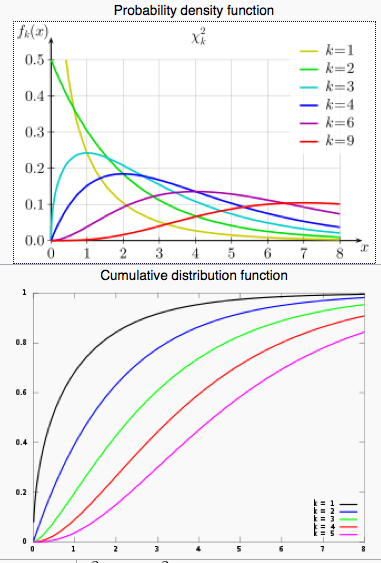 Probability density function
fₖ(x)
χ²ₖ
k=1
k=2
k=3
k=4
k=6
k=9
0.5
0.4
0.3
0.2
0.1
0.0
0 1 2 3 4 5 6 7 8 x
Cumulative distribution function
1
0.8
0.6
0.4
0.2
0
k = 1
k = 2
k = 3
k = 4
k = 5
0 1 2 3 4 5 6 7 8